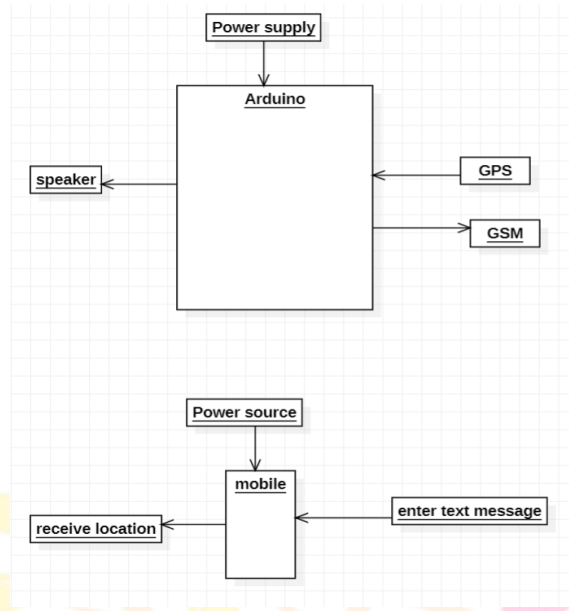 Power supply
Arduino
speaker
GPS
GSM
Power source
mobile
enter text message
receive location